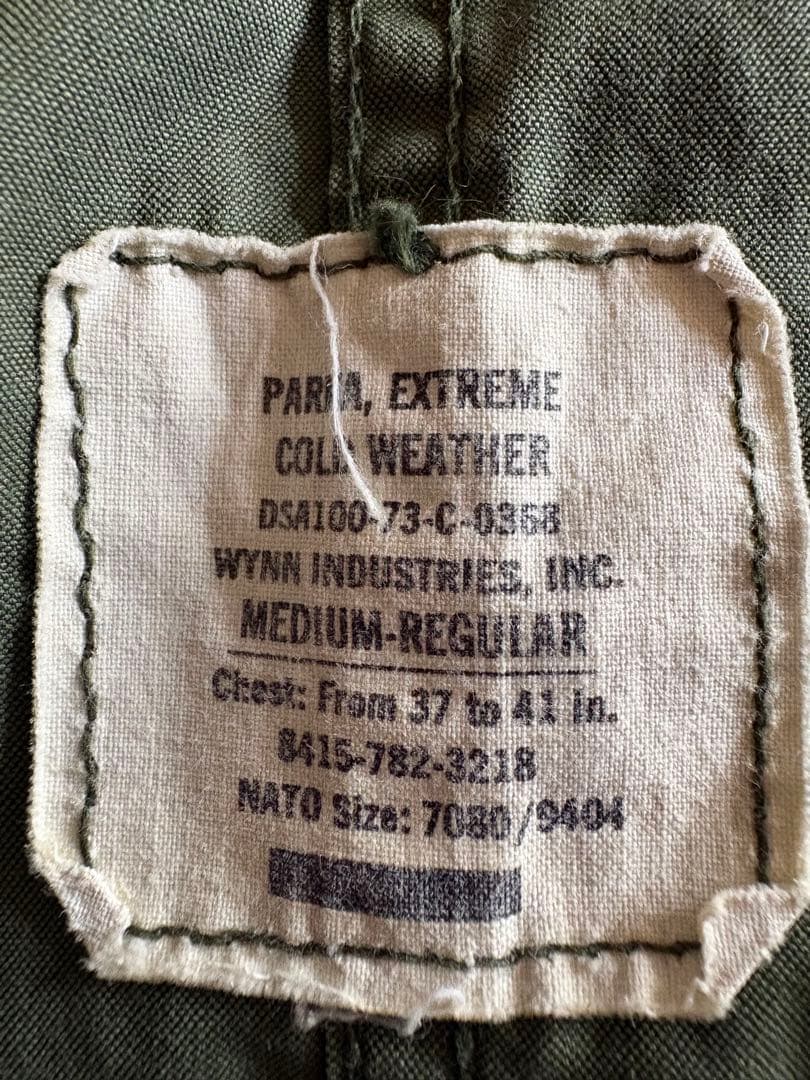 PARKA, EXTREME
COLD WEATHER
DSA100-73-C-0368
WYNN INDUSTRIES, INC.
MEDIUM-REGULAR
Chest: From 37 to 41 in.
8415-782-3218
NATO Size: 7080/9404